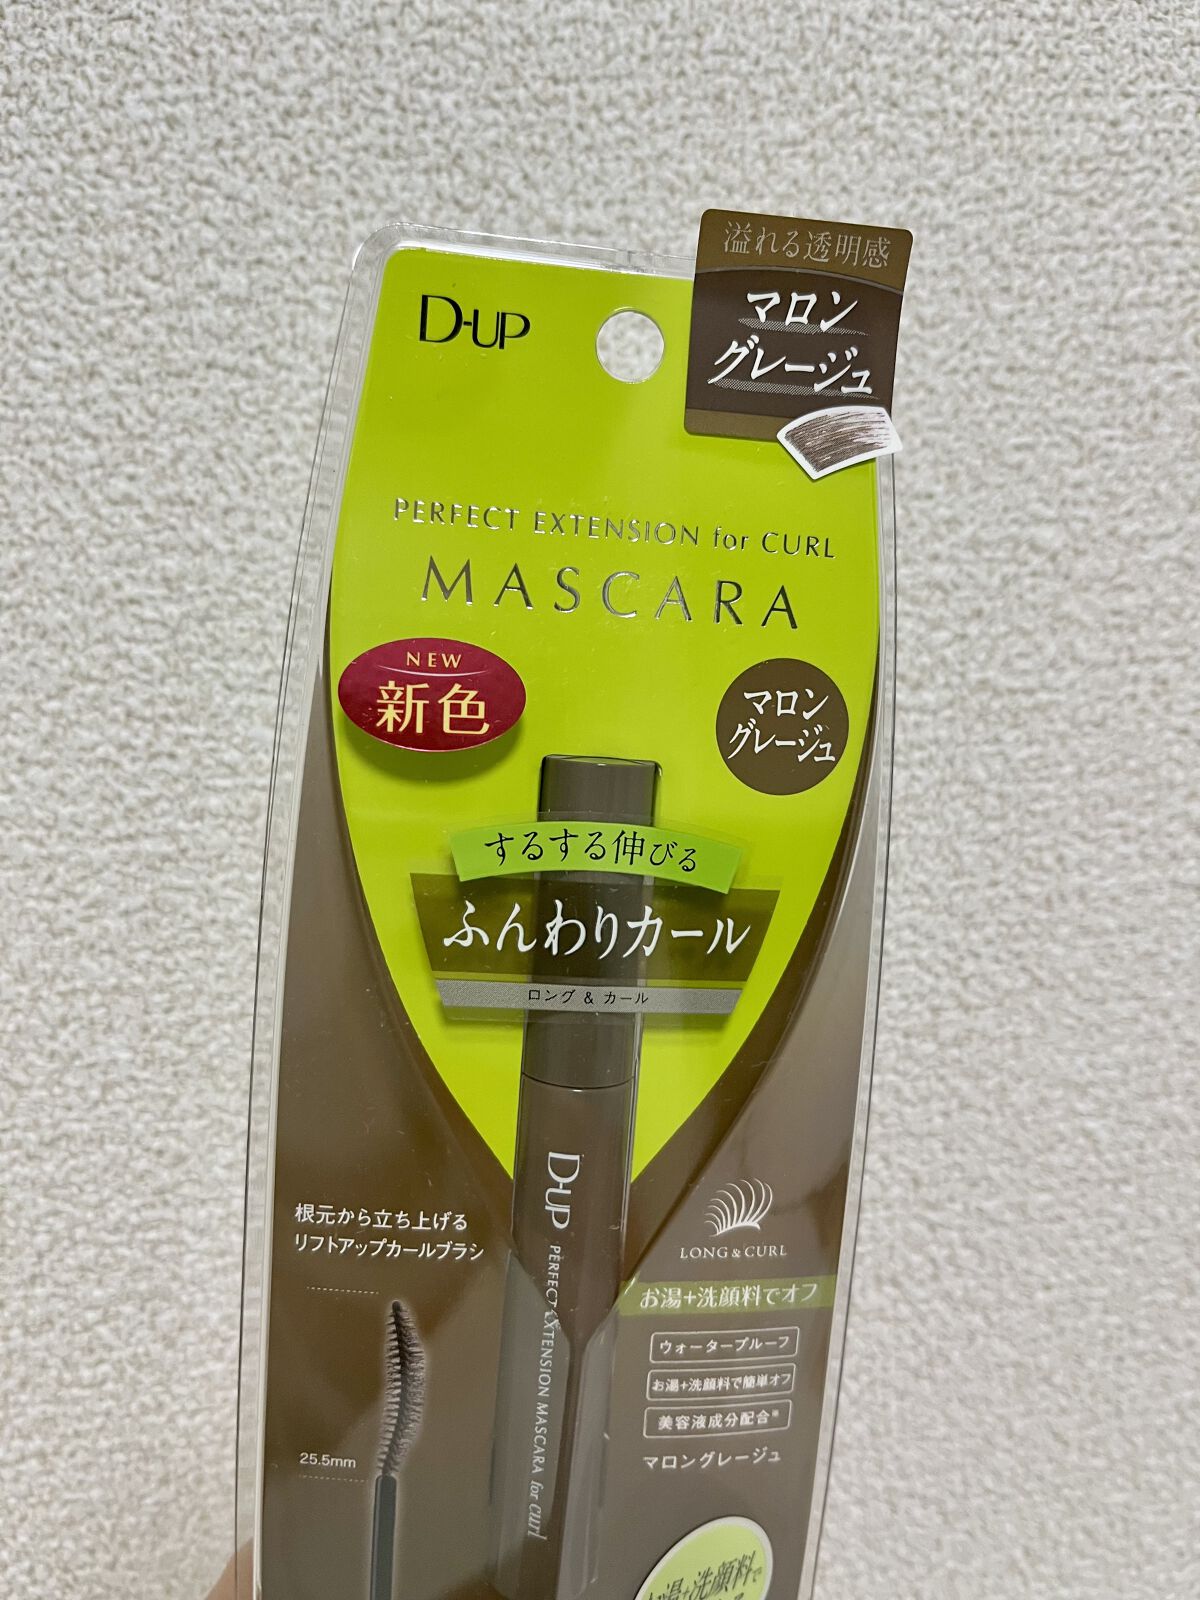 溢れる透明感
マロン
グレージュ
D-UP
PERFECT EXTENSION for CURL
MASCARA
NEW
新色
マロン
グレージュ
するする伸びる
ふんわりカール
ロング & カール
D-UP PERFECT EXTENSION MASCARA for curl
根元から立ち上げる
リフトアップカールブラシ
25.5mm
LONG & CURL
お湯+洗顔料でオフ
ウォータープルーフ
お湯+洗顔料で簡単オフ
美容液成分配合※
マロングレージュ
お湯+洗顔料で